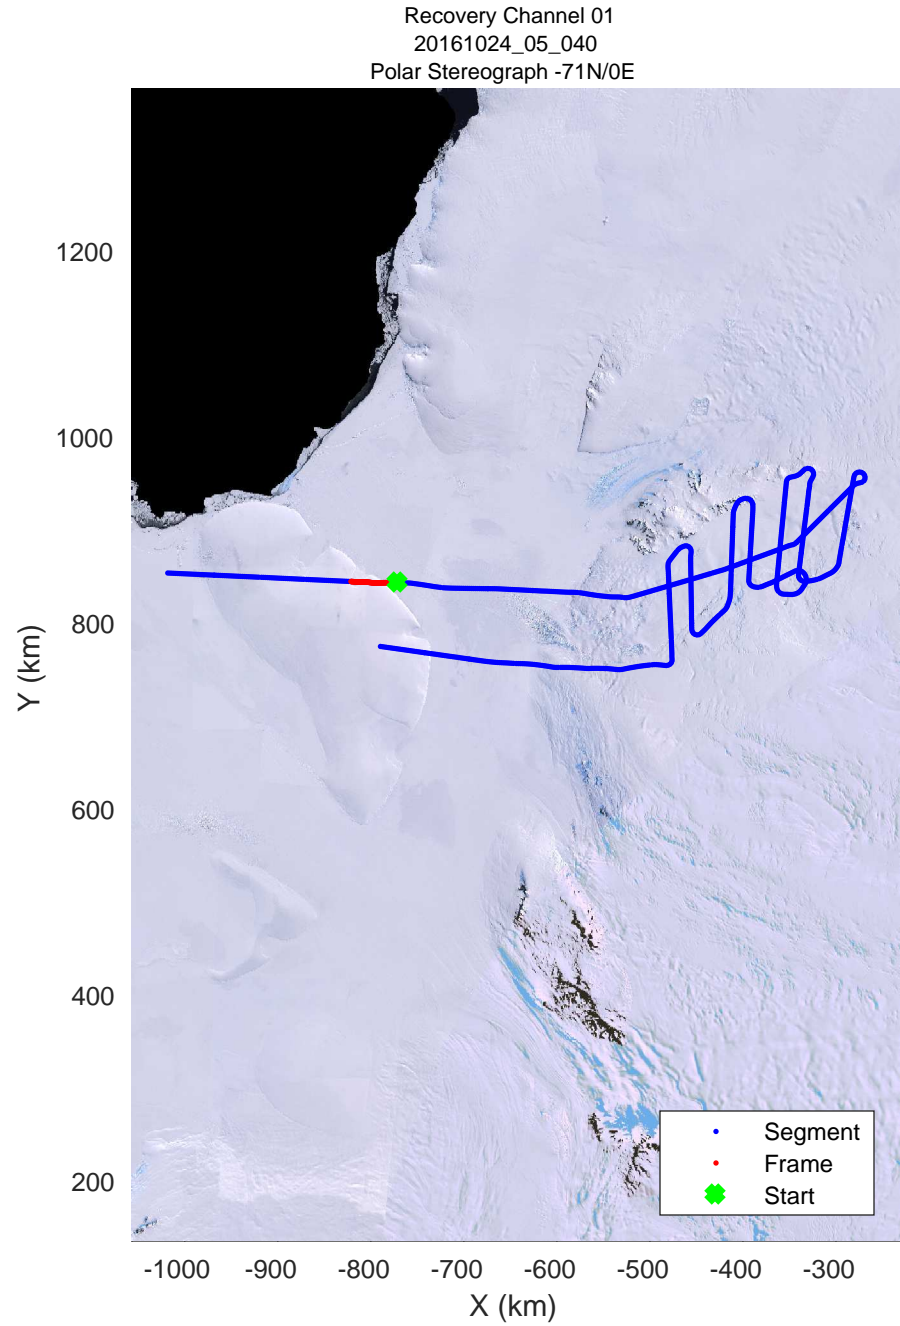 Recovery Channel 01
20161024_05_040
Polar Stereograph -71N/0E
1200
1000
800
600
400
200
Y (km)
-1000 -900 -800 -700 -600 -500 -400 -300
X (km)
Segment
Frame
Start